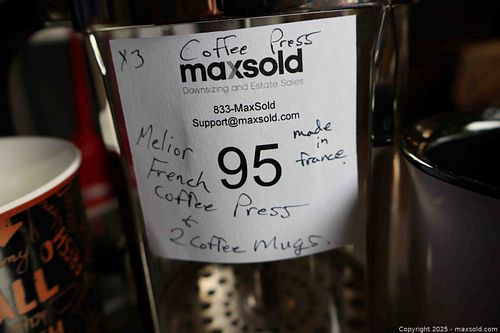 x3 Coffee Press
maxsold
Downsizing and Estate Sales
833-MaxSold
Support@maxsold.com
95
made
in
france
Melior
French
Coffee Press
+
2 Coffee Mugs.
ALL
Copyright 2025 - maxsold.com